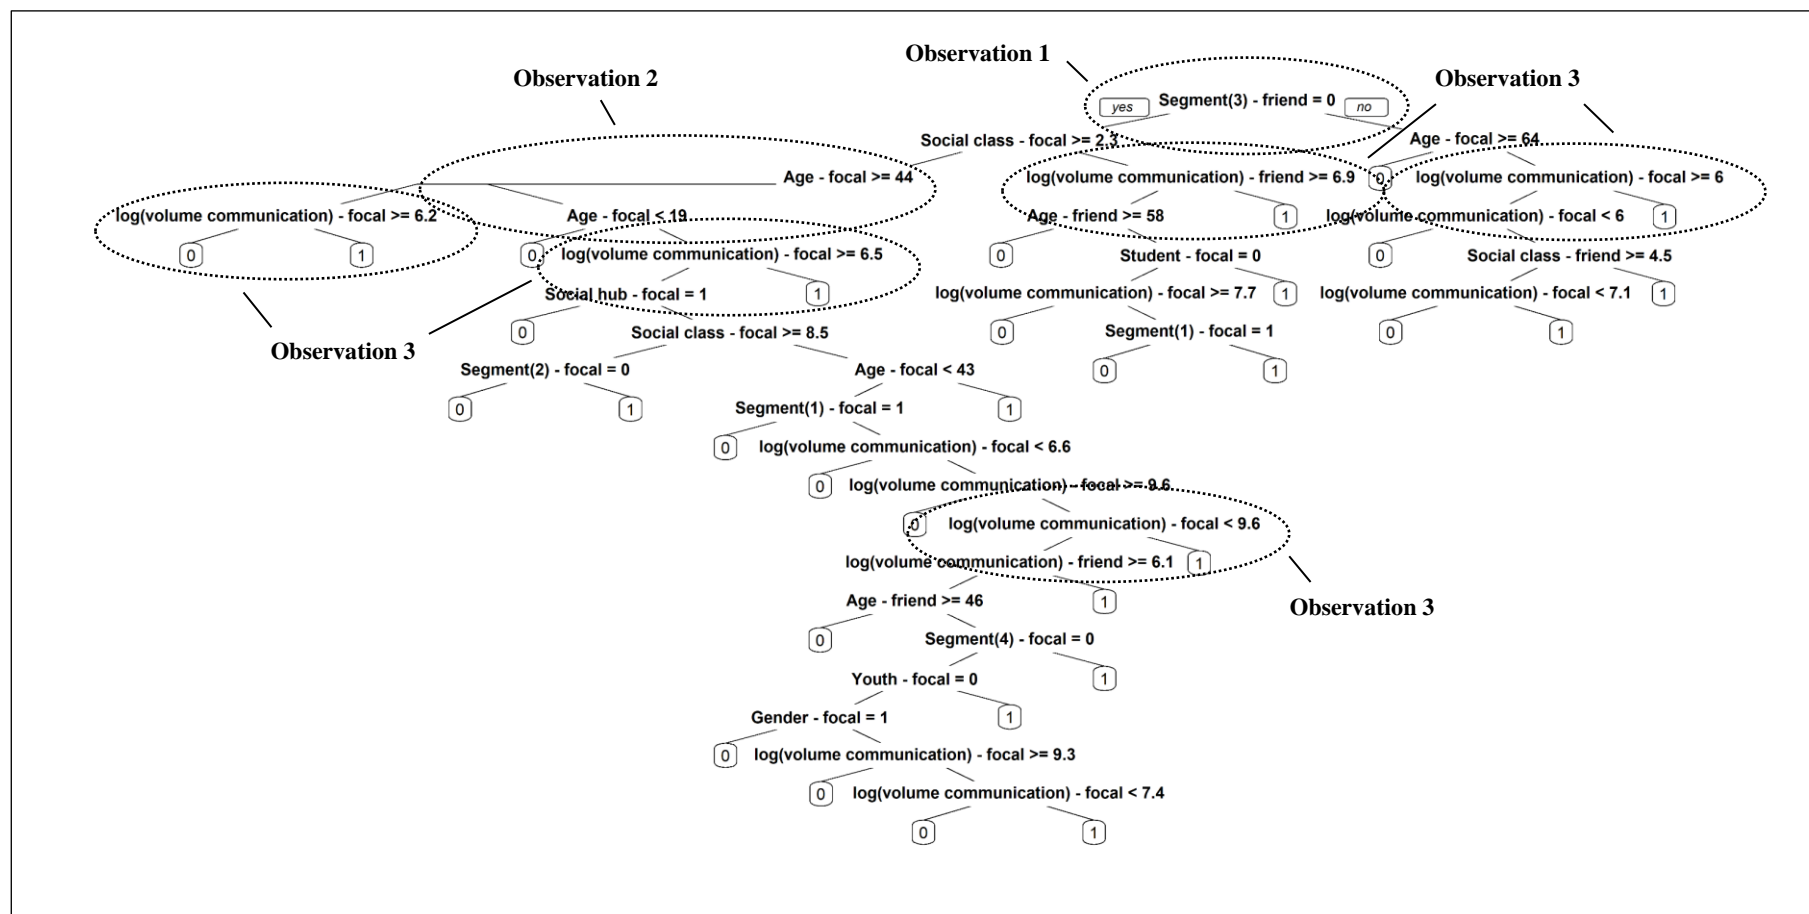 Observation 1
Observation 2
Observation 3
yes Segment(3) - friend = 0 no
Social class - focal >= 2.3
Age - focal >= 64
Age - focal >= 44
log(volume communication) - friend >= 6.9
0
log(volume communication) - focal >= 6
log(volume communication) - focal >= 6.2
Age - focal < 19
Age - friend >= 58
1
log(volume communication) - focal < 6
1
0
1
0
log(volume communication) - focal >= 6.5
0
Student - focal = 0
0
Social class - friend >= 4.5
Social hub - focal = 1
1
log(volume communication) - focal >= 7.7
1
log(volume communication) - focal < 7.1
1
0
Social class - focal >= 8.5
0
Segment(1) - focal = 1
0
1
Observation 3
Segment(2) - focal = 0
Age - focal < 43
0
1
0
1
Segment(1) - focal = 1
1
0
log(volume communication) - focal < 6.6
0
log(volume communication) - focal >= 9.6
0
log(volume communication) - focal < 9.6
log(volume communication) - friend >= 6.1
1
Age - friend >= 46
1
Observation 3
0
Segment(4) - focal = 0
Youth - focal = 0
1
Gender - focal = 1
1
0
log(volume communication) - focal >= 9.3
0
log(volume communication) - focal < 7.4
0
1